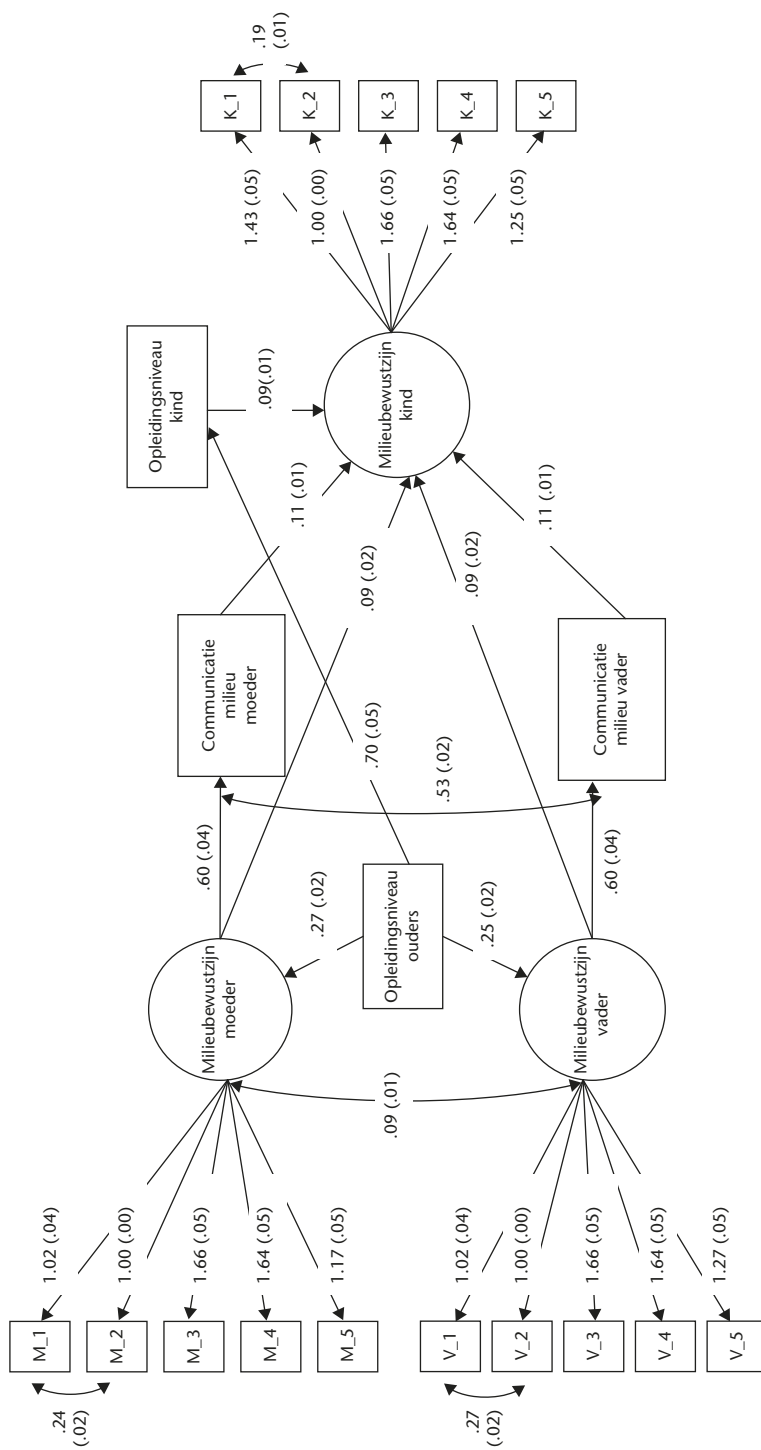 M_1
M_2
M_3
M_4
M_5
.24
(.02)
1.02 (.04)
1.00 (.00)
1.66 (.05)
1.64 (.05)
1.17 (.05)
V_1
V_2
V_3
V_4
V_5
.27
(.02)
1.02 (.04)
1.00 (.00)
1.66 (.05)
1.64 (.05)
1.27 (.05)
Milieubewustzijn
moeder
.09 (.01)
Milieubewustzijn
vader
.27 (.02)
Opleidingsniveau
ouders
.25 (.02)
.60 (.04)
.60 (.04)
.70 (.05)
.53 (.02)
Communicatie
milieu
moeder
Communicatie
milieu vader
.11 (.01)
.09 (.02)
.09 (.02)
.11 (.01)
Opleidingsniveau
kind
.09(.01)
Milieubewustzijn
kind
1.43 (.05)
1.00 (.00)
1.66 (.05)
1.64 (.05)
1.25 (.05)
K_1
K_2
K_3
K_4
K_5
.19
(.01)